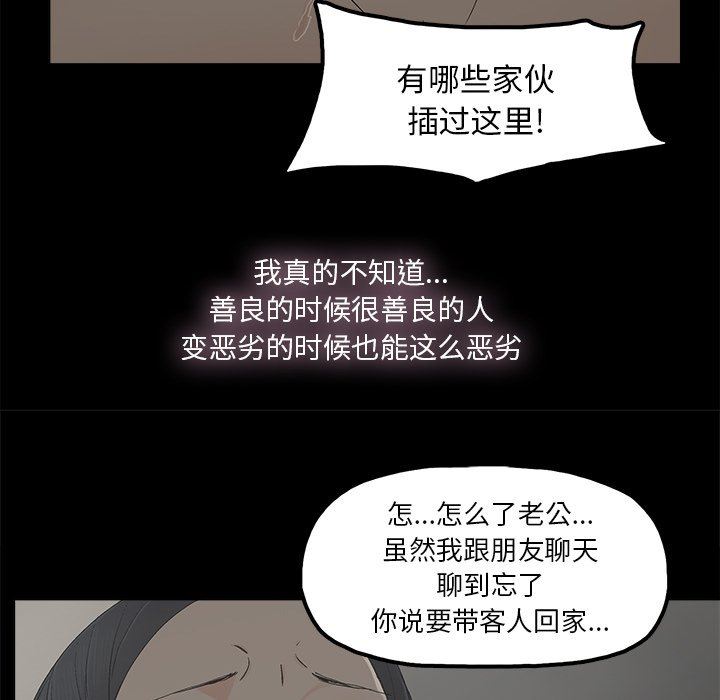 有哪些家伙
插过这里!
我真的不知道...
善良的时候很善良的人
变恶劣的时候也能这么恶劣
怎...怎么了老公...
虽然我跟朋友聊天
聊到忘了
你说要带客人回家...